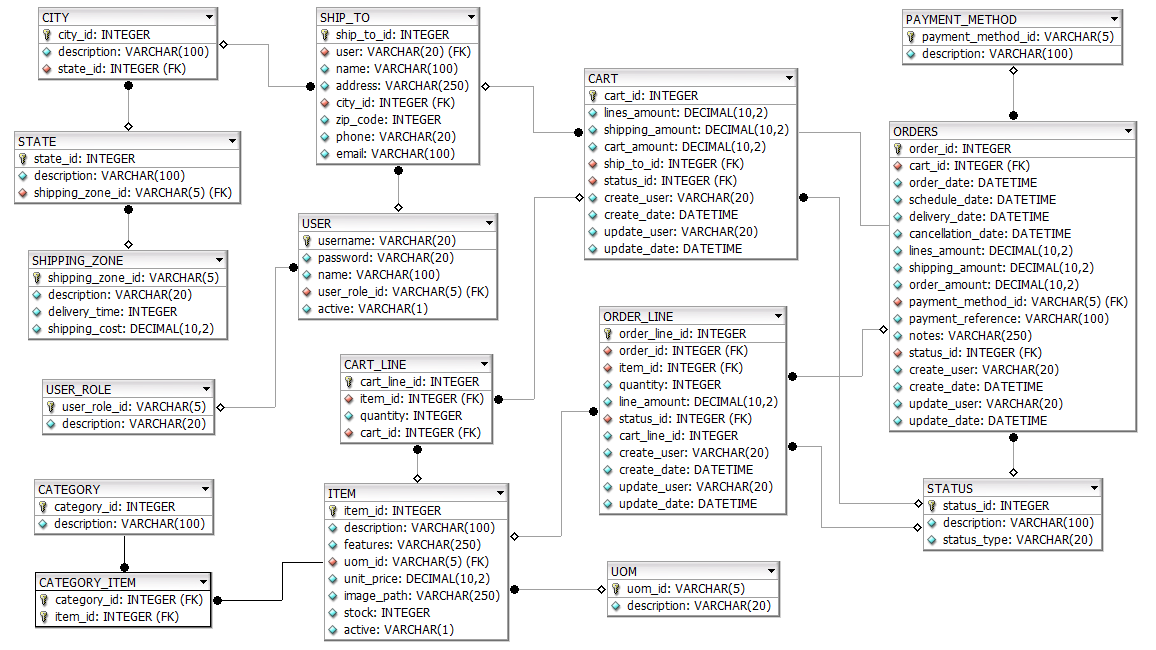 CITY
city_id: INTEGER
description: VARCHAR(100)
state_id: INTEGER (FK)
SHIP_TO
ship_to_id: INTEGER
user: VARCHAR(20) (FK)
name: VARCHAR(100)
address: VARCHAR(250)
city_id: INTEGER (FK)
zip_code: INTEGER
phone: VARCHAR(20)
email: VARCHAR(100)
CART
cart_id: INTEGER
lines_amount: DECIMAL(10,2)
shipping_amount: DECIMAL(10,2)
cart_amount: DECIMAL(10,2)
ship_to_id: INTEGER (FK)
status_id: INTEGER (FK)
create_user: VARCHAR(20)
create_date: DATETIME
update_user: VARCHAR(20)
update_date: DATETIME
PAYMENT_METHOD
payment_method_id: VARCHAR(5)
description: VARCHAR(100)
ORDERS
order_id: INTEGER
cart_id: INTEGER (FK)
order_date: DATETIME
schedule_date: DATETIME
delivery_date: DATETIME
cancellation_date: DATETIME
lines_amount: DECIMAL(10,2)
shipping_amount: DECIMAL(10,2)
order_amount: DECIMAL(10,2)
payment_method_id: VARCHAR(5) (FK)
payment_reference: VARCHAR(100)
notes: VARCHAR(250)
status_id: INTEGER (FK)
create_user: VARCHAR(20)
create_date: DATETIME
update_user: VARCHAR(20)
update_date: DATETIME
STATE
state_id: INTEGER
description: VARCHAR(100)
shipping_zone_id: VARCHAR(5) (FK)
USER
username: VARCHAR(20)
password: VARCHAR(20)
name: VARCHAR(100)
user_role_id: VARCHAR(5) (FK)
active: VARCHAR(1)
SHIPPING_ZONE
shipping_zone_id: VARCHAR(5)
description: VARCHAR(20)
delivery_time: INTEGER
shipping_cost: DECIMAL(10,2)
ORDER_LINE
order_line_id: INTEGER
order_id: INTEGER (FK)
item_id: INTEGER (FK)
quantity: INTEGER
line_amount: DECIMAL(10,2)
status_id: INTEGER (FK)
cart_line_id: INTEGER
create_user: VARCHAR(20)
create_date: DATETIME
update_user: VARCHAR(20)
update_date: DATETIME
CART_LINE
cart_line_id: INTEGER
item_id: INTEGER (FK)
quantity: INTEGER
cart_id: INTEGER (FK)
USER_ROLE
user_role_id: VARCHAR(5)
description: VARCHAR(20)
CATEGORY
category_id: INTEGER
description: VARCHAR(100)
ITEM
item_id: INTEGER
description: VARCHAR(100)
features: VARCHAR(250)
uom_id: VARCHAR(5) (FK)
unit_price: DECIMAL(10,2)
image_path: VARCHAR(250)
stock: INTEGER
active: VARCHAR(1)
STATUS
status_id: INTEGER
description: VARCHAR(100)
status_type: VARCHAR(20)
CATEGORY_ITEM
category_id: INTEGER (FK)
item_id: INTEGER (FK)
UOM
uom_id: VARCHAR(5)
description: VARCHAR(20)